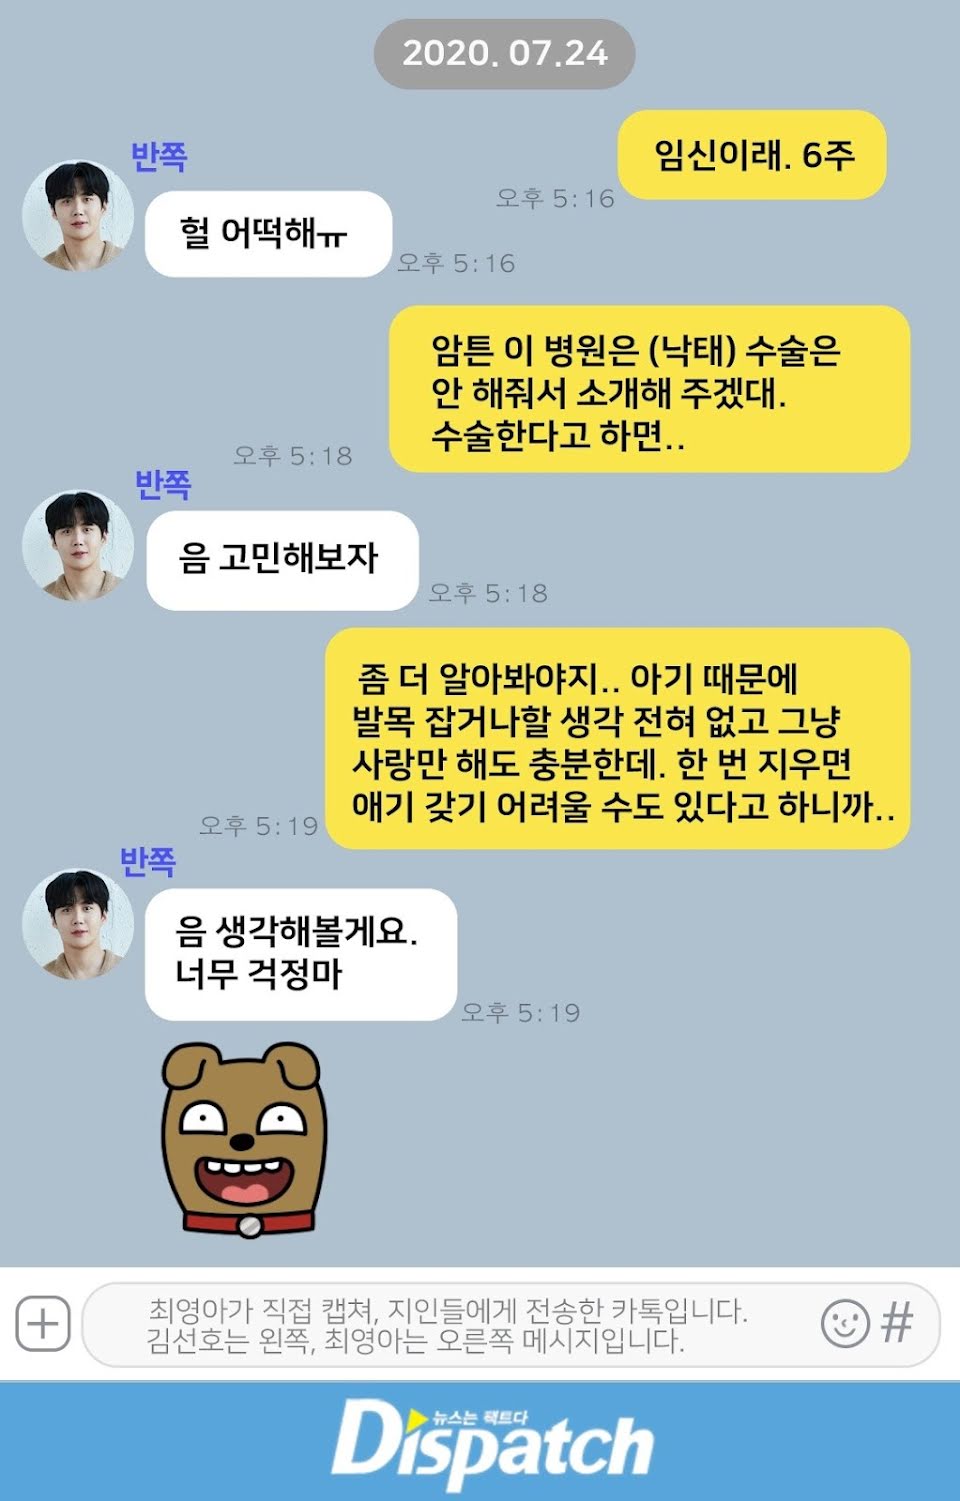 2020. 07.24
임신이래. 6주
오후 5:16
반쪽
헐 어떡해ㅠ
오후 5:16
암튼 이 병원은 (낙태) 수술은
안 해줘서 소개해 주겠대.
수술한다고 하면..
오후 5:18
반쪽
음 고민해보자
오후 5:18
좀 더 알아봐야지.. 아기 때문에
발목 잡거나할 생각 전혀 없고 그냥
사랑만 해도 충분한데. 한 번 지우면
애기 갖기 어려울 수도 있다고 하니까..
오후 5:19
반쪽
음 생각해볼게요.
너무 걱정마
오후 5:19
최영아가 직접 캡쳐, 지인들에게 전송한 카톡입니다.
김선호는 왼쪽, 최영아는 오른쪽 메시지입니다.
#
뉴스는 팩트다
Dispatch